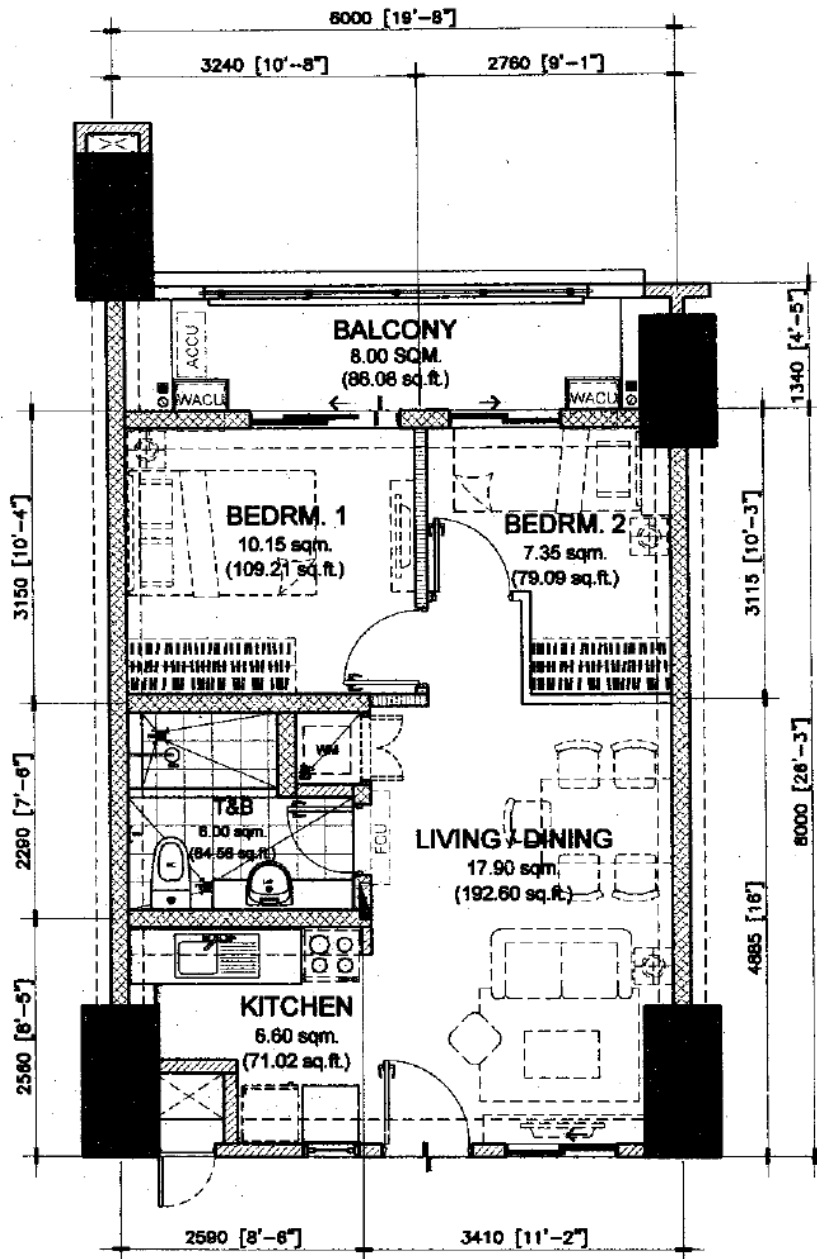 6000 [19'-8"]
3240 [10'-8"]
2760 [9'-1"]
BALCONY
8.00 SQM.
(86.08 sq.ft.)
ACCU
WACU
WACU
1340 [4'-5"]
BEDRM. 1
10.15 sqm.
(109.21 sq.ft.)
BEDRM. 2
7.35 sqm.
(79.09 sq.ft.)
3150 [10'-4"]
3115 [10'-3"]
WM
T&B
6.00 sqm.
(64.56 sq.ft.)
FCU
LIVING / DINING
17.90 sqm.
(192.60 sq.ft.)
2290 [7'-6"]
8000 [26'-3"]
4885 [16']
KITCHEN
6.60 sqm.
(71.02 sq.ft.)
2560 [8'-5"]
2590 [8'-6"]
3410 [11'-2"]